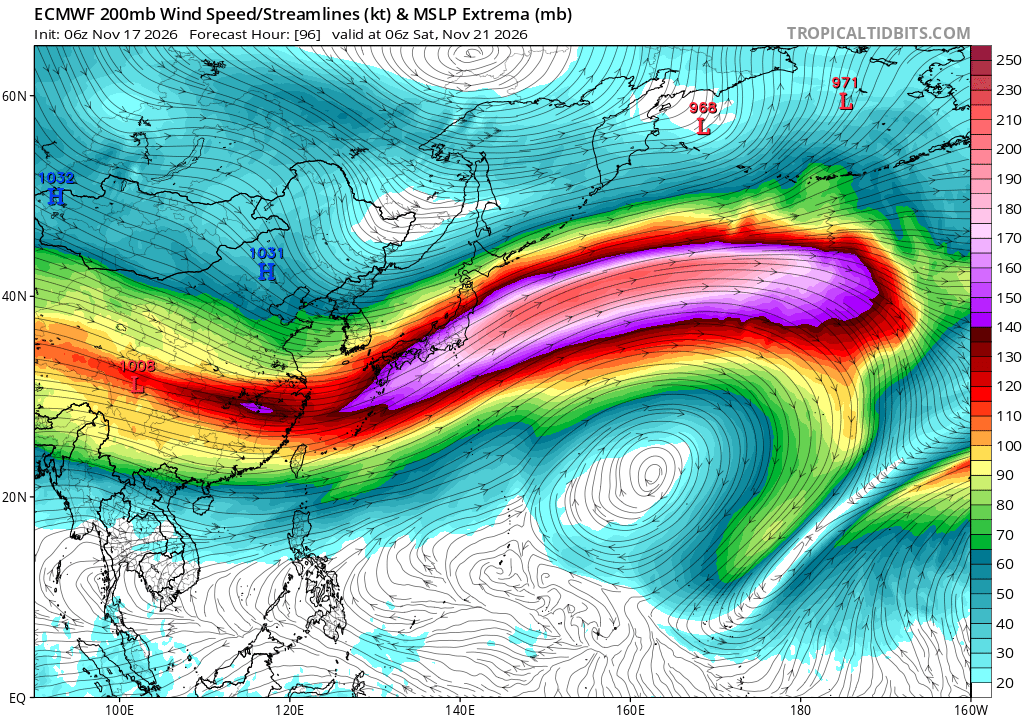 ECMWF 200mb Wind Speed/Streamlines (kt) & MSLP Extrema (mb)
Init: 06z Nov 17 2026   Forecast Hour: [96]   valid at 06z Sat, Nov 21 2026
TROPICALTIDBITS.COM
60N
40N
20N
EQ
100E
120E
140E
160E
180
160W
971
L
968
L
1032
H
1031
H
1008
L
250
230
210
200
190
180
170
160
150
140
130
120
110
100
90
80
70
60
50
40
30
20